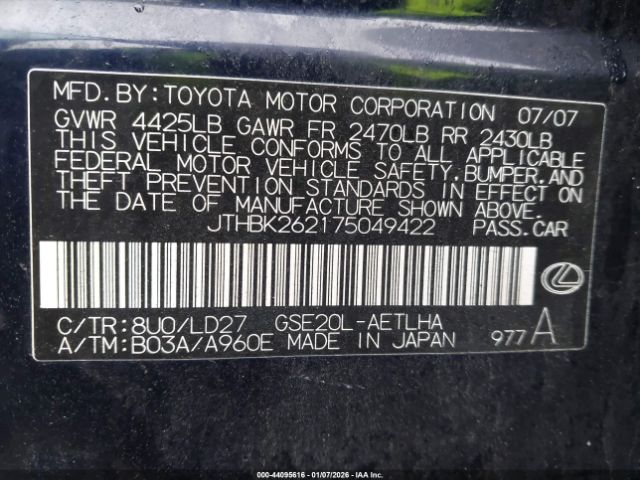 MFD.BY:TOYOTA MOTOR CORPORATION 07/07
GVWR 4425LB GAWR FR 2470LB RR 2430LB
THIS VEHICLE CONFORMS TO ALL APPLICABLE
FEDERAL MOTOR VEHICLE SAFETY.BUMPER.AND
THEFT PREVENTION STANDARDS IN EFFECT ON
THE DATE OF MANUFACTURE SHOWN ABOVE.
JTHBK262175049422 PASS.CAR
C/TR:8U0/LD27 GSE20L-AETLHA
A/TM:B03A/A960E MADE IN JAPAN 977 A
000-44095616 | 01/07/2026 | IAA Inc.